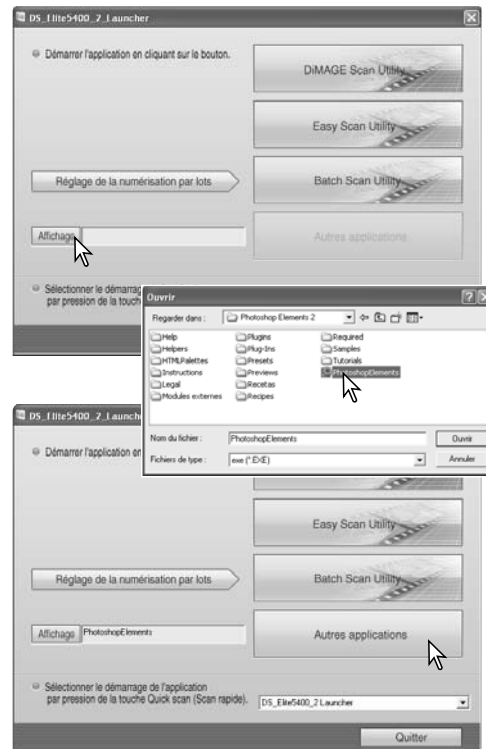 DS_Elite5400_2_Launcher
Démarrer l'application en cliquant sur le bouton.
DiMAGE Scan Utility
Easy Scan Utility
Réglage de la numérisation par lots
Batch Scan Utility
Affichage
Autres applications
Sélectionner le démarrag
par pression de la touch
Ouvrir
Regarder dans :
Photoshop Elements 2
Help
Plugins
Required
Helpers
Plug-Ins
Samples
HTMLPalettes
Presets
Tutorials
Instructions
Previews
PhotoshopElements
Legal
Recetas
Modules externes
Recipes
Nom du fichier :
PhotoshopElements
Ouvrir
Fichiers de type :
exe (*.EXE)
Annuler
DS_Elite5400_2_Launch
Démarrer l'application en
Easy Scan Utility
Réglage de la numérisation par lots
Batch Scan Utility
Affichage
PhotoshopElements
Autres applications
Sélectionner le démarrage de l'application
par pression de la touche Quick scan (Scan rapide).
DS_Elite5400_2 Launcher
Quitter